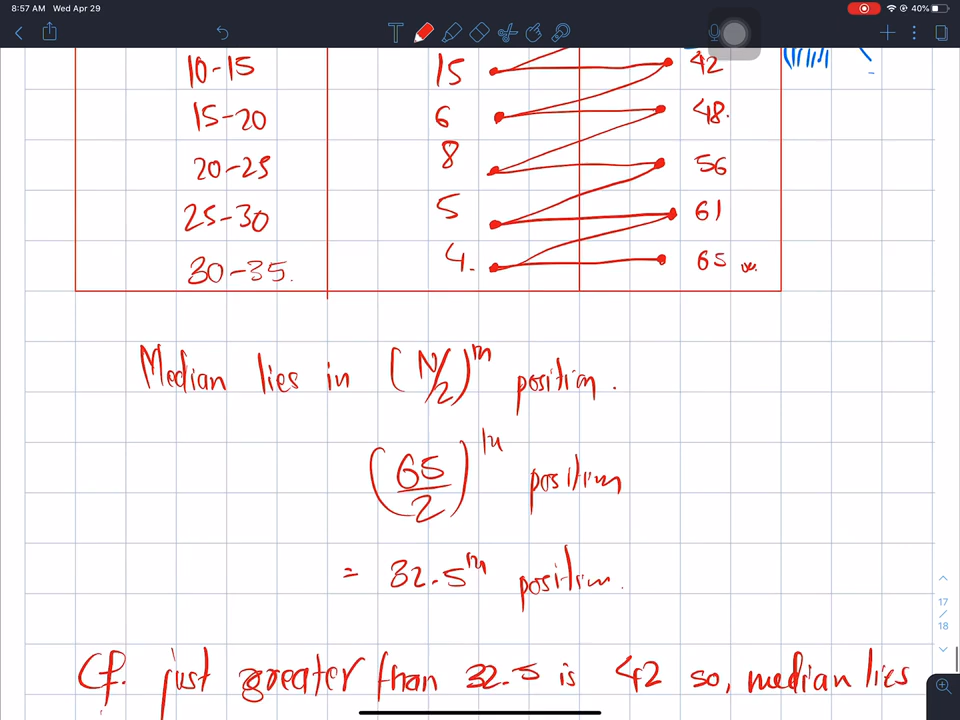 8:57 AM Wed Apr 29 40%
T
10-15 15 42
15-20 6 48.
20-25 8 56
25-30 5 61
30-35. 4. 65
Median lies in (N/2)th position.
(65/2)th position
= 32.5th position.
17
/
18
Cf. just greater than 32.5 is 42 so, median lies